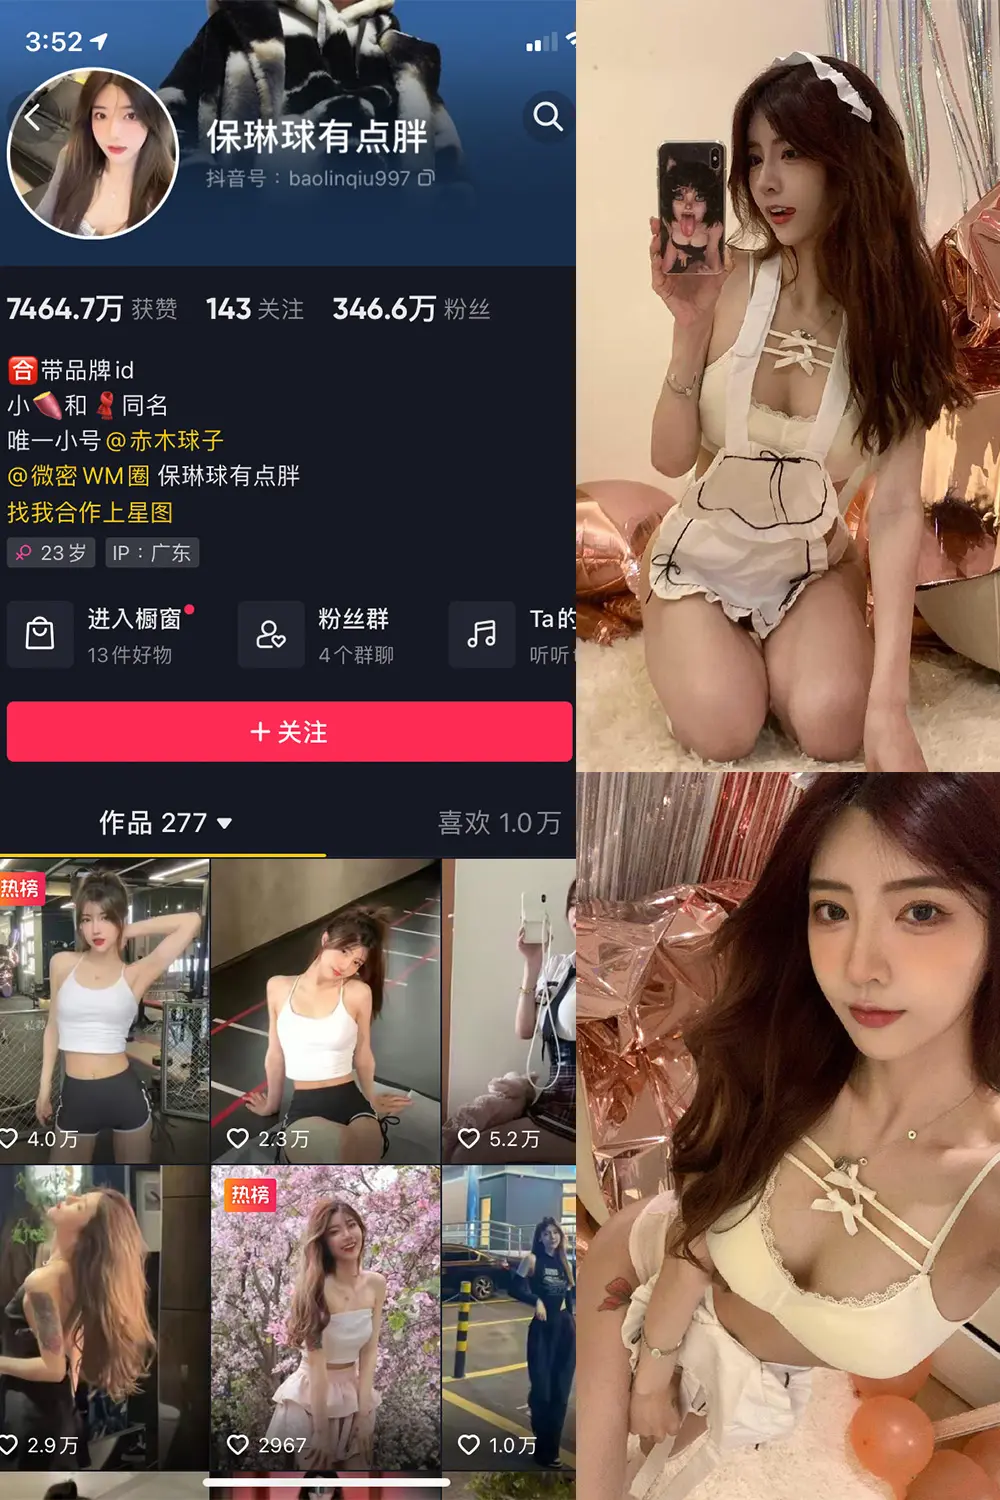 3:52
保琳球有点胖
抖音号：baolinqiu997
7464.7万 获赞 143 关注 346.6万 粉丝
合 带品牌id
小🍠和🧣同名
唯一小号 @赤木球子
@微密 WM圈 保琳球有点胖
找我合作上星图
♀ 23岁 IP：广东
进入橱窗
13件好物
粉丝群
4个群聊
Ta的
听听
+ 关注
作品 277
喜欢 1.0万
热榜
4.0万
2.3万
5.2万
热榜
2.9万
2967
1.0万